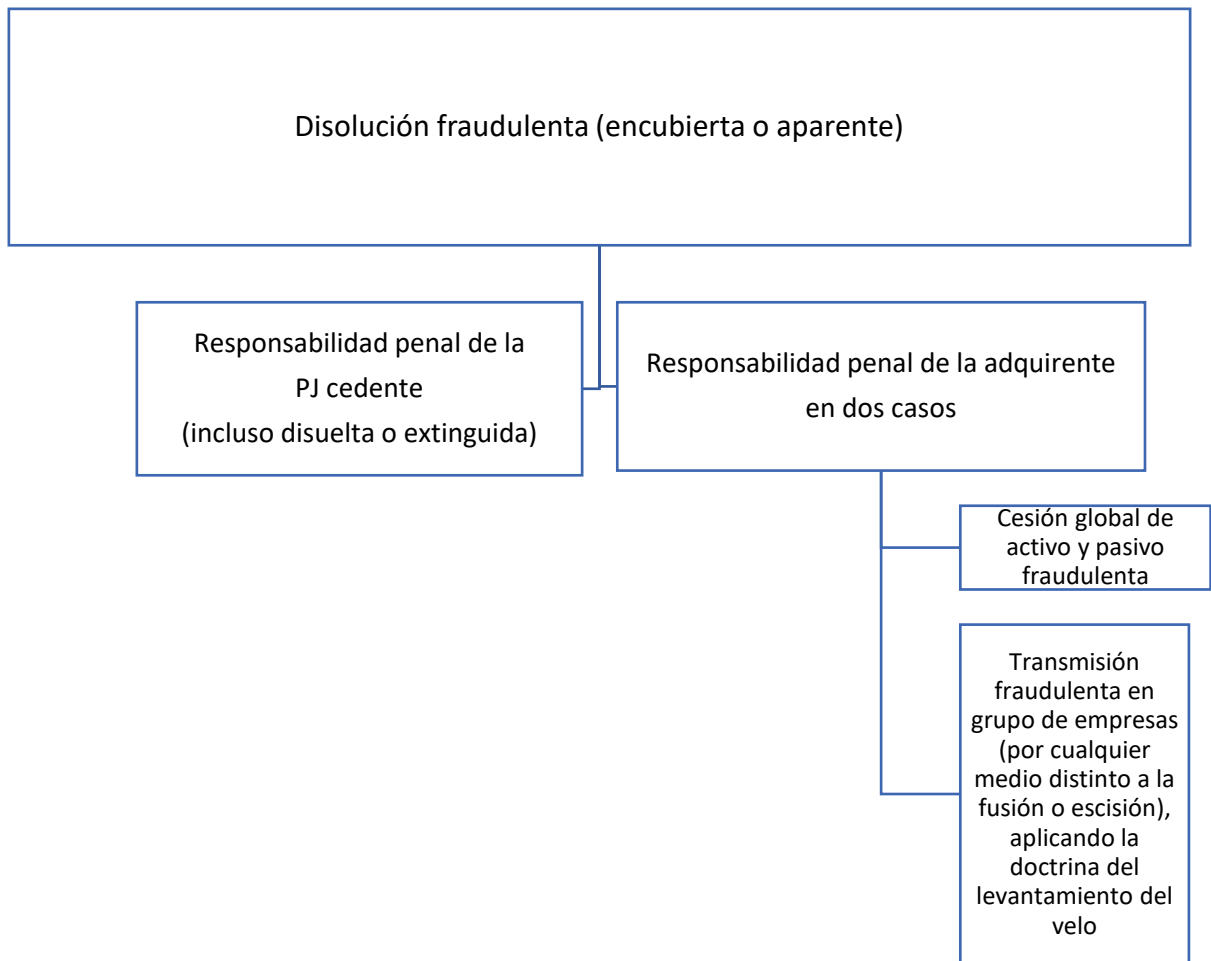 Disolución fraudulenta (encubierta o aparente)
Responsabilidad penal de la
PJ cedente
(incluso disuelta o extinguida)
Responsabilidad penal de la adquirente
en dos casos
Cesión global de
activo y pasivo
fraudulenta
Transmisión
fraudulenta en
grupo de empresas
(por cualquier
medio distinto a la
fusión o escisión),
aplicando la
doctrina del
levantamiento del
velo